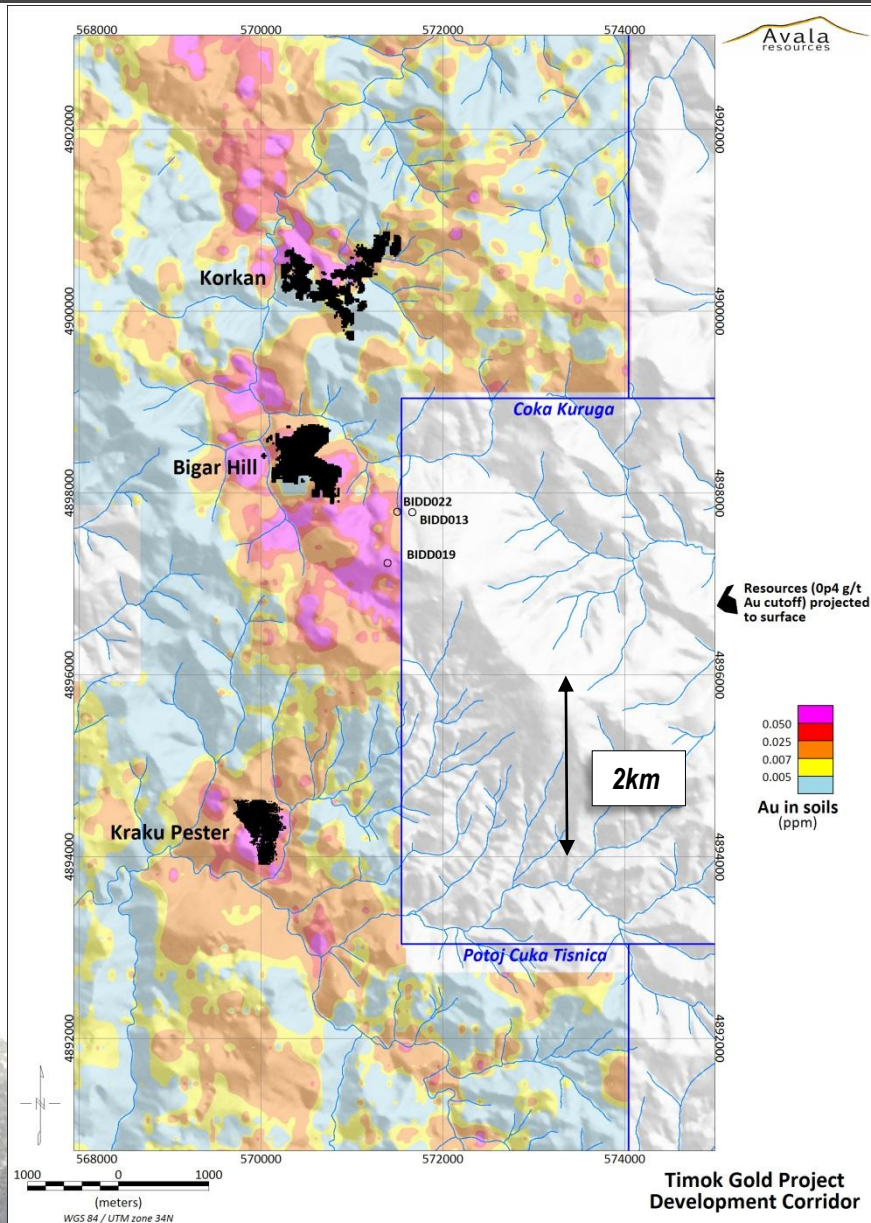 568000 570000 572000 574000
Avala
resources
4902000 4902000
Korkan
4900000 4900000
Coka Kuruga
Bigar Hill
4898000 4898000
BIDD022
BIDD013
BIDD019
Resources (0p4 g/t
Au cutoff) projected
to surface
4896000 4896000
0.050
0.025
0.007
0.005
Au in soils
(ppm)
2km
Kraku Pester
4894000 4894000
Potoj Cuka Tisnica
4892000 4892000
N
568000 570000 572000 574000
1000 0 1000
(meters)
WGS 84 / UTM zone 34N
Timok Gold Project
Development Corridor